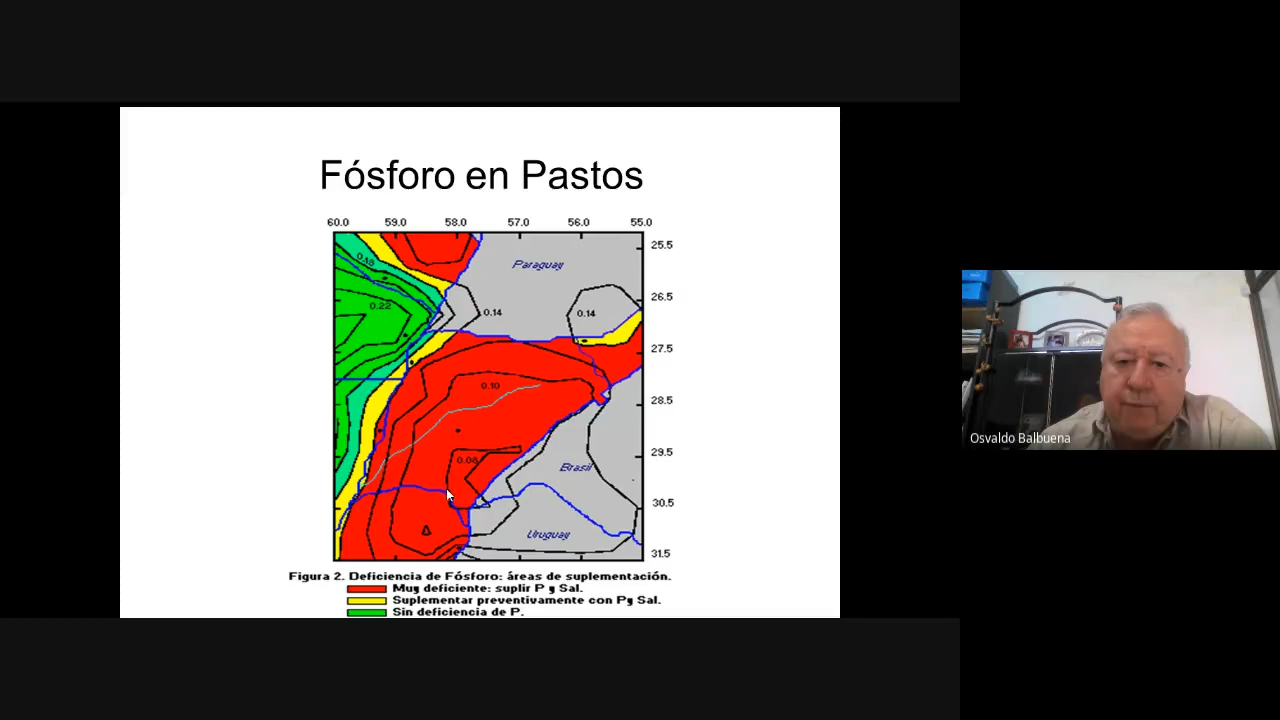 Fósforo en Pastos
60.0 59.0 58.0 57.0 56.0 55.0
25.5
Paraguay
0.18
26.5
0.22
0.14
0.14
27.5
0.10
28.5
29.5
0.08
Brasil
30.5
Uruguay
31.5
Figura 2. Deficiencia de Fósforo: áreas de suplementación.
Muy deficiente: suplir P y Sal.
Suplementar preventivamente con Py Sal.
Sin deficiencia de P.
Osvaldo Balbuena